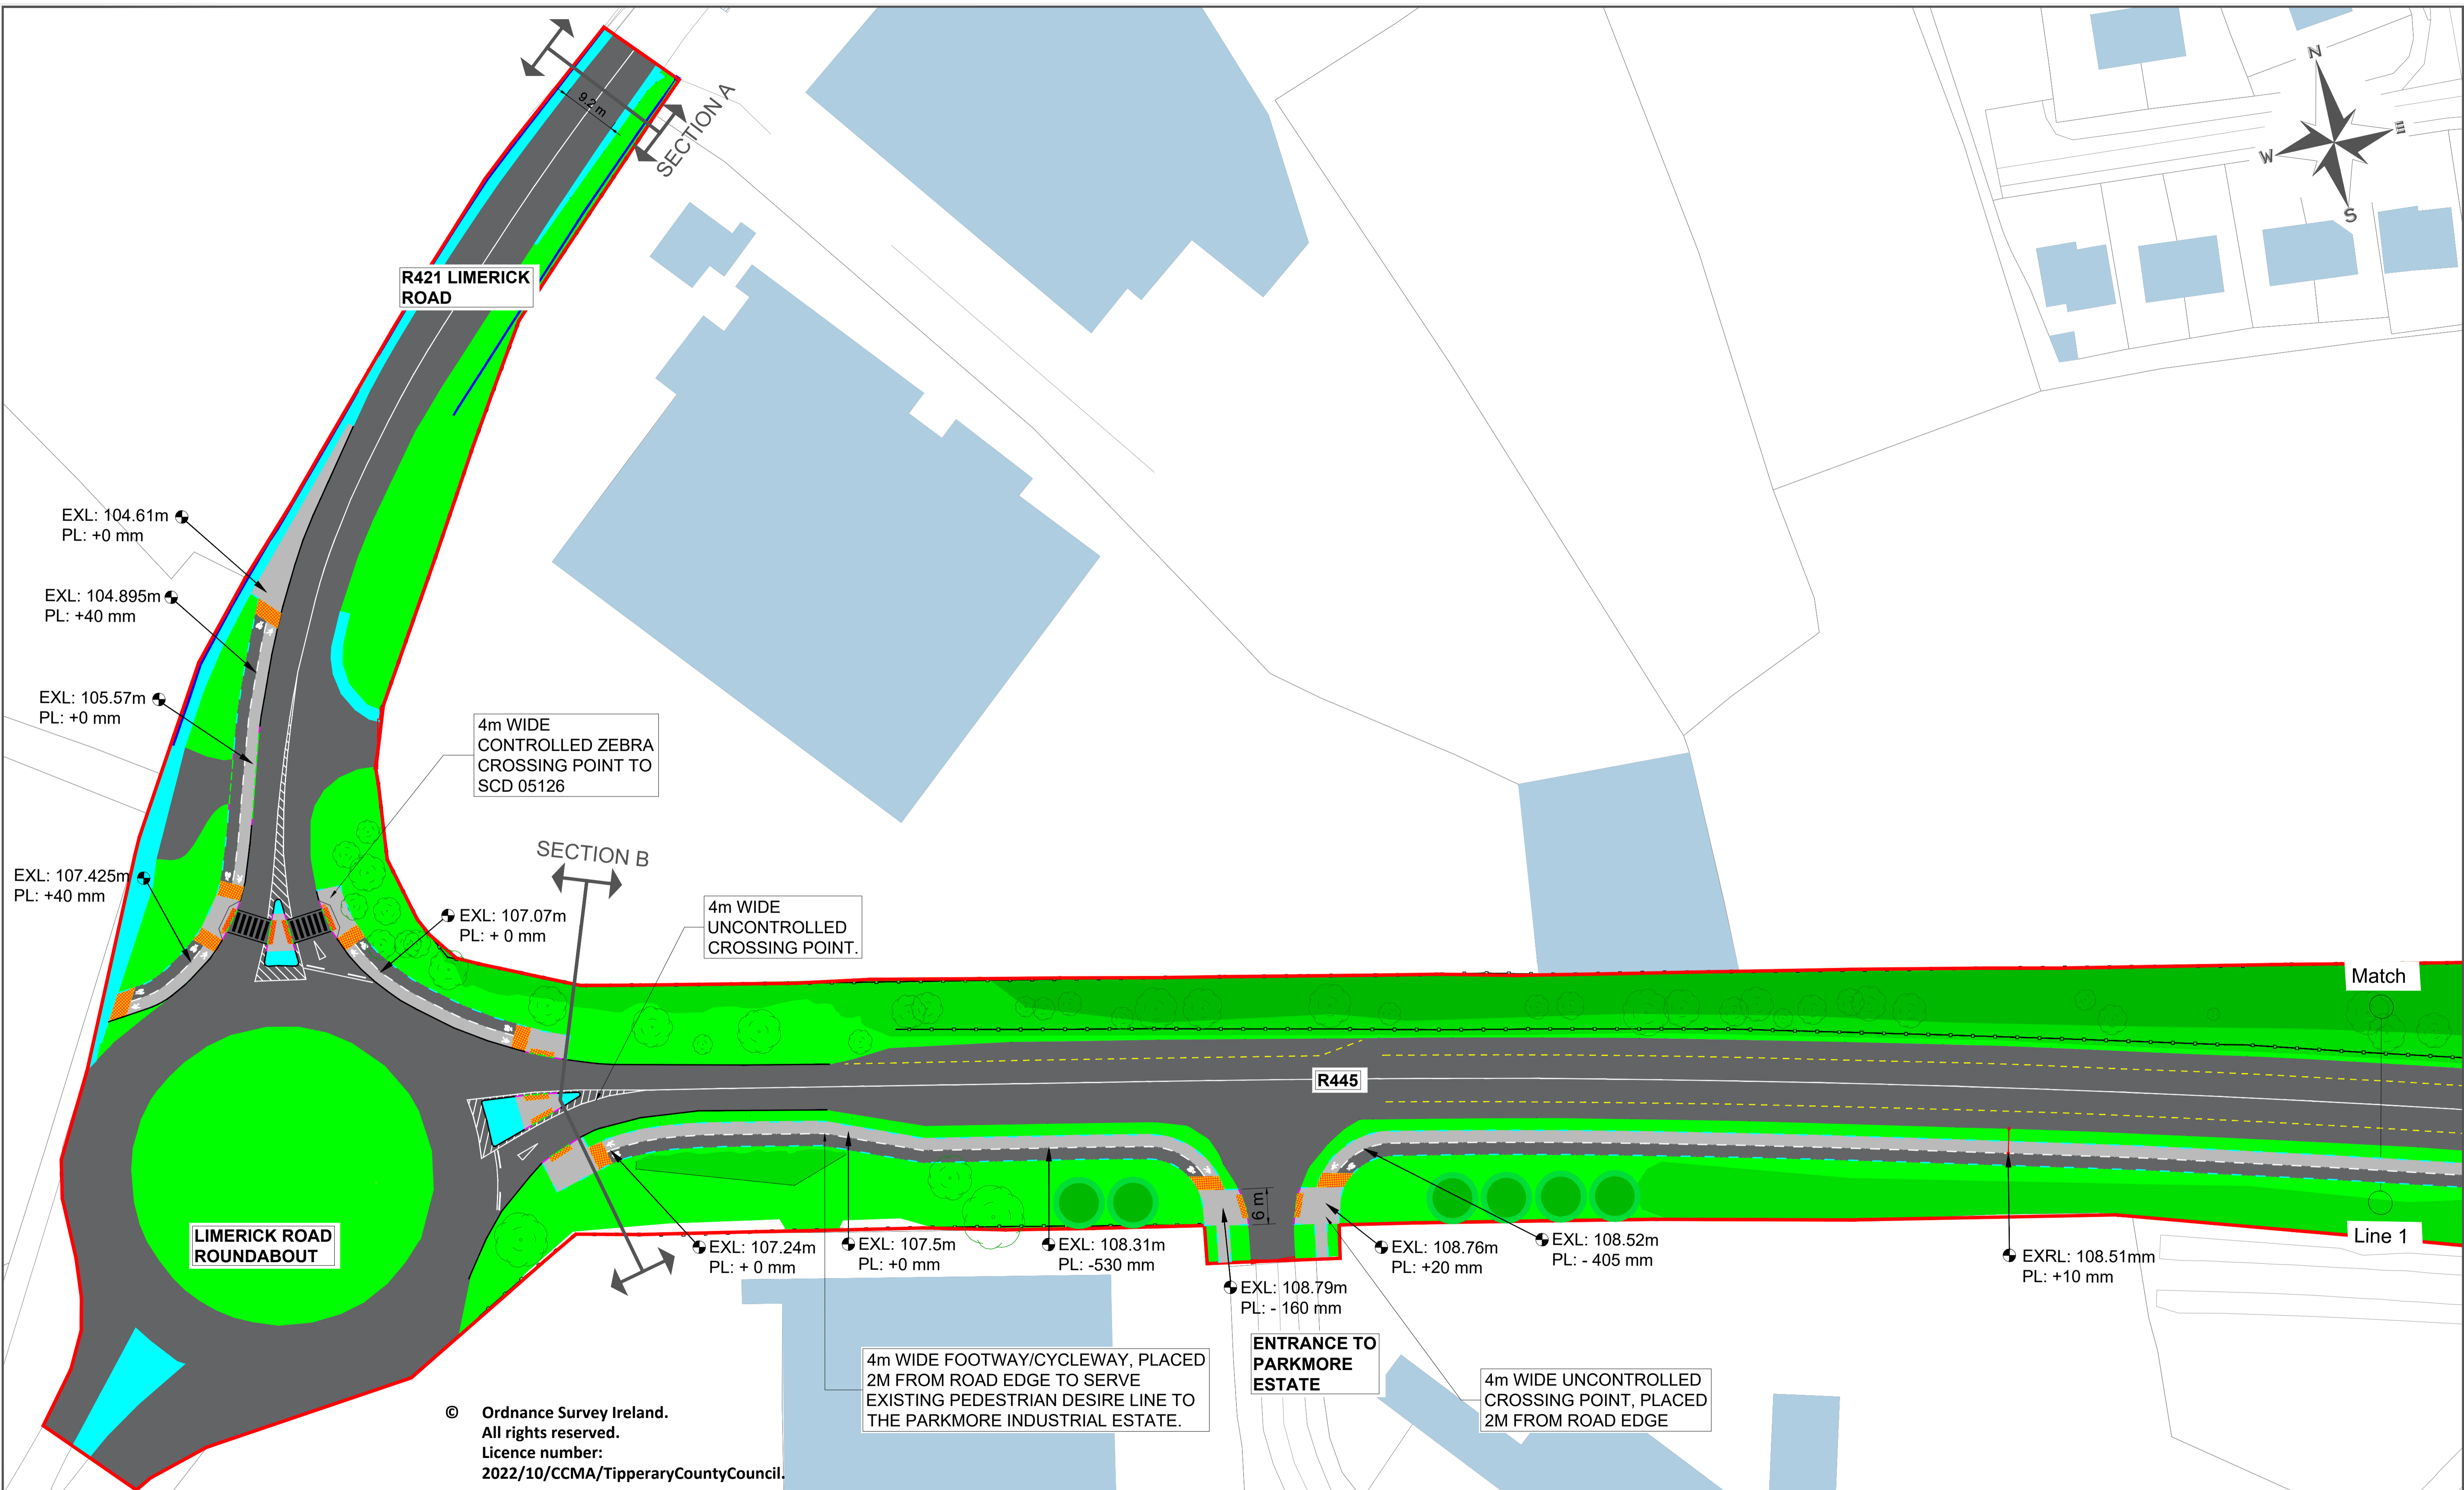 N
E
W
S
9.2 m
SECTION A
R421 LIMERICK
ROAD
EXL: 104.61m
PL: +0 mm
EXL: 104.895m
PL: +40 mm
EXL: 105.57m
PL: +0 mm
4m WIDE
CONTROLLED ZEBRA
CROSSING POINT TO
SCD 05126
SECTION B
EXL: 107.425m
PL: +40 mm
EXL: 107.07m
PL: + 0 mm
4m WIDE
UNCONTROLLED
CROSSING POINT.
Match
R445
6 m
LIMERICK ROAD
ROUNDABOUT
EXL: 107.24m
PL: + 0 mm
EXL: 107.5m
PL: +0 mm
EXL: 108.31m
PL: -530 mm
EXL: 108.79m
PL: - 160 mm
EXL: 108.76m
PL: +20 mm
EXL: 108.52m
PL: - 405 mm
EXRL: 108.51mm
PL: +10 mm
Line 1
4m WIDE FOOTWAY/CYCLEWAY, PLACED
2M FROM ROAD EDGE TO SERVE
EXISTING PEDESTRIAN DESIRE LINE TO
THE PARKMORE INDUSTRIAL ESTATE.
ENTRANCE TO
PARKMORE
ESTATE
4m WIDE UNCONTROLLED
CROSSING POINT, PLACED
2M FROM ROAD EDGE
© Ordnance Survey Ireland.
All rights reserved.
Licence number:
2022/10/CCMA/TipperaryCountyCouncil.